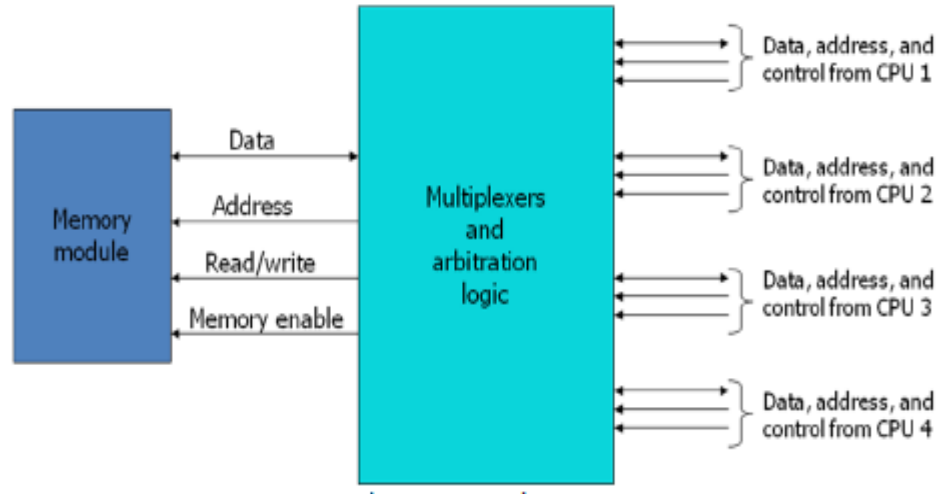 Data, address, and
control from CPU 1
Data
Address
Read/write
Memory enable
Memory
module
Multiplexers
and
arbitration
logic
Data, address, and
control from CPU 2
Data, address, and
control from CPU 3
Data, address, and
control from CPU 4